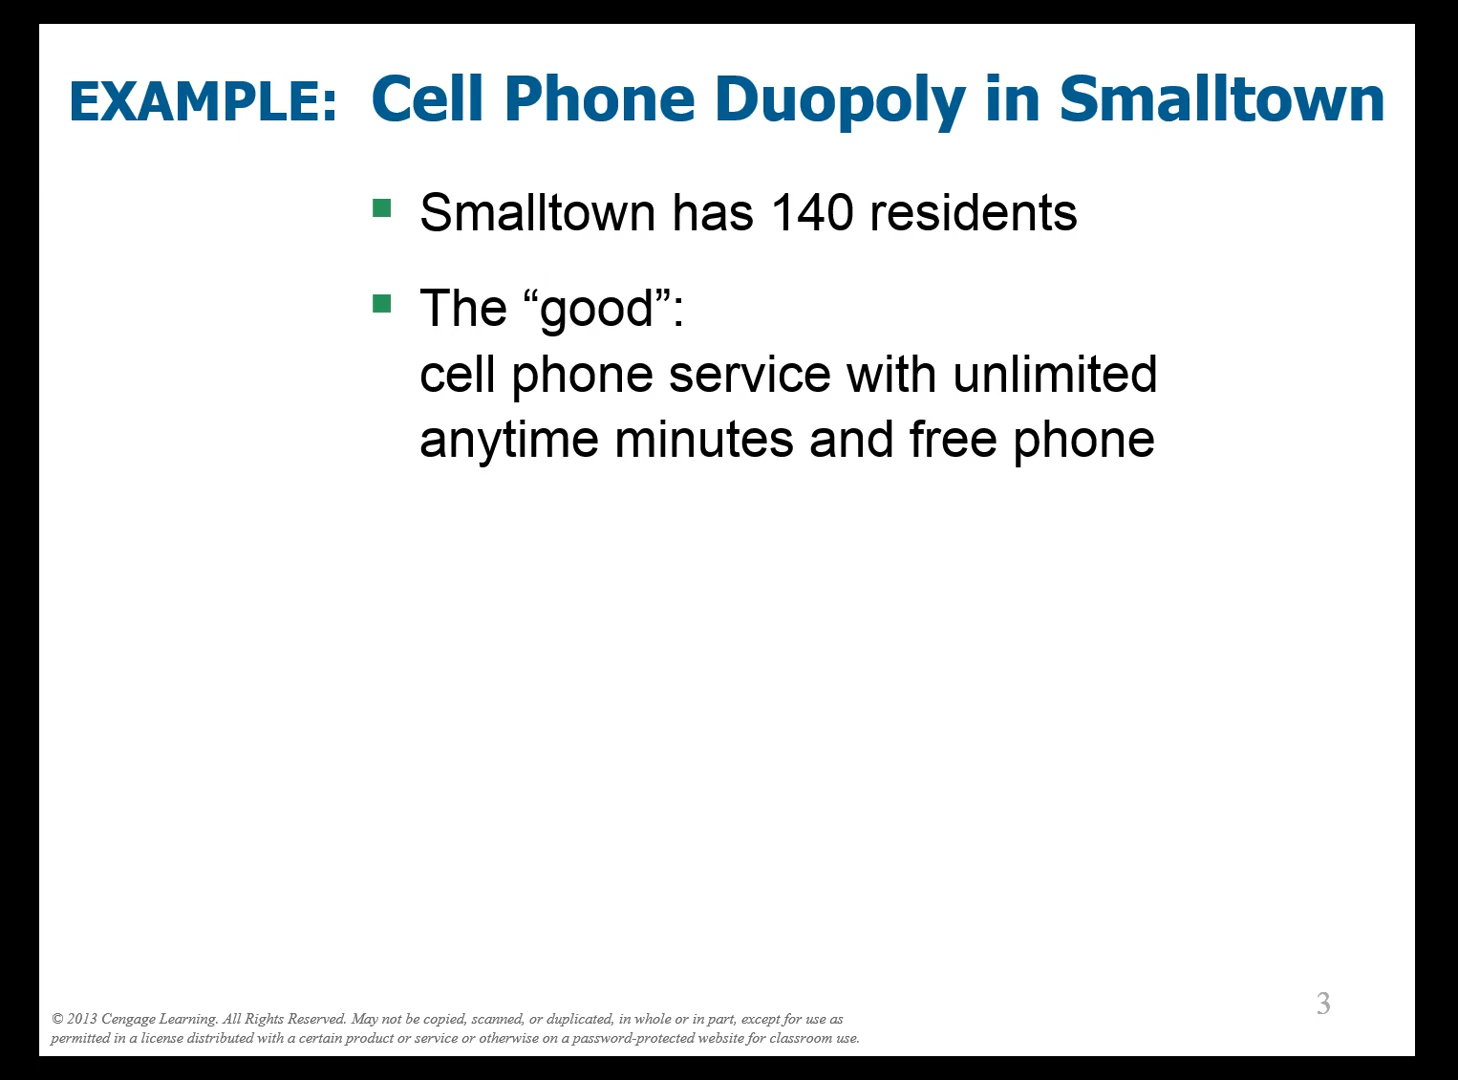 EXAMPLE: Cell Phone Duopoly in Smalltown
Smalltown has 140 residents
The “good”:
cell phone service with unlimited
anytime minutes and free phone
3
© 2013 Cengage Learning. All Rights Reserved. May not be copied, scanned, or duplicated, in whole or in part, except for use as
permitted in a license distributed with a certain product or service or otherwise on a password-protected website for classroom use.